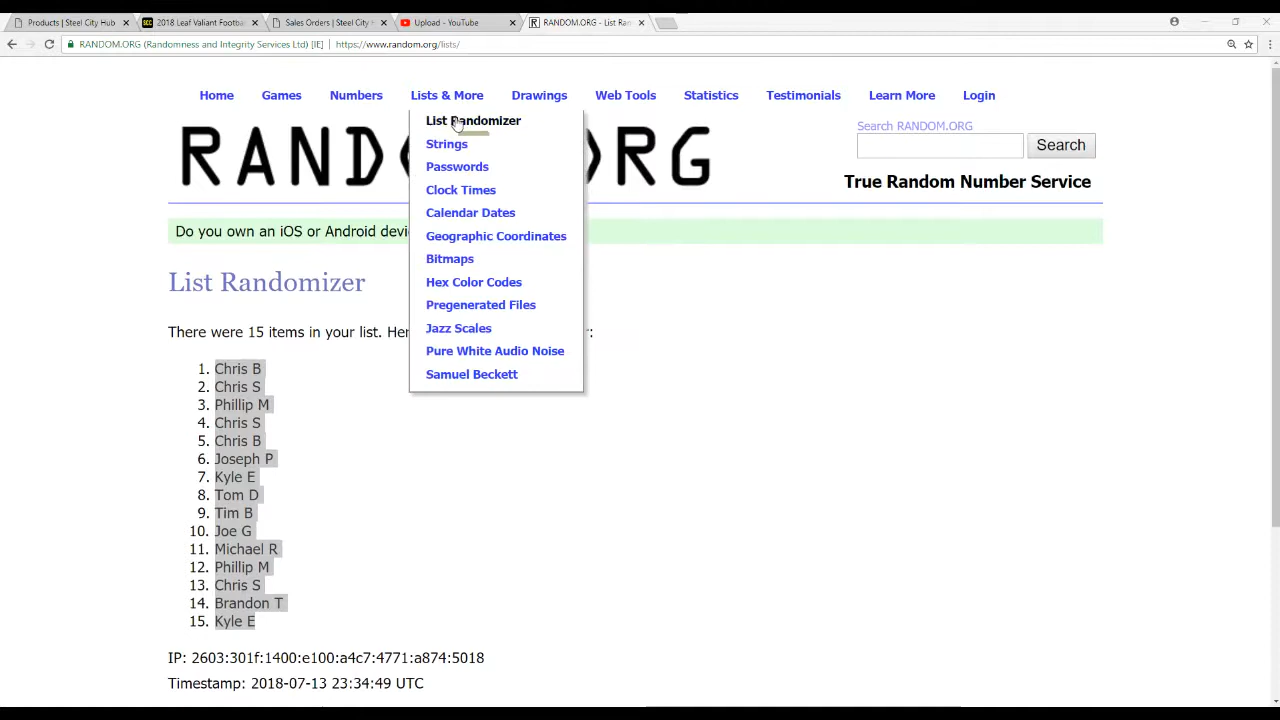 Products | Steel City Hub
SCC 2018 Leaf Valiant Footba
Sales Orders | Steel City H
Upload - YouTube
R RANDOM.ORG - List Ran
RANDOM.ORG (Randomness and Integrity Services Ltd) [IE] | https://www.random.org/lists/
Home Games Numbers Lists & More Drawings Web Tools Statistics Testimonials Learn More Login
List Randomizer
Strings
Passwords
Clock Times
Calendar Dates
Geographic Coordinates
Bitmaps
Hex Color Codes
Pregenerated Files
Jazz Scales
Pure White Audio Noise
Samuel Beckett
Search RANDOM.ORG
Search
True Random Number Service
Do you own an iOS or Android devi
List Randomizer
There were 15 items in your list. Her
1. Chris B
2. Chris S
3. Phillip M
4. Chris S
5. Chris B
6. Joseph P
7. Kyle E
8. Tom D
9. Tim B
10. Joe G
11. Michael R
12. Phillip M
13. Chris S
14. Brandon T
15. Kyle E
IP: 2603:301f:1400:e100:a4c7:4771:a874:5018
Timestamp: 2018-07-13 23:34:49 UTC